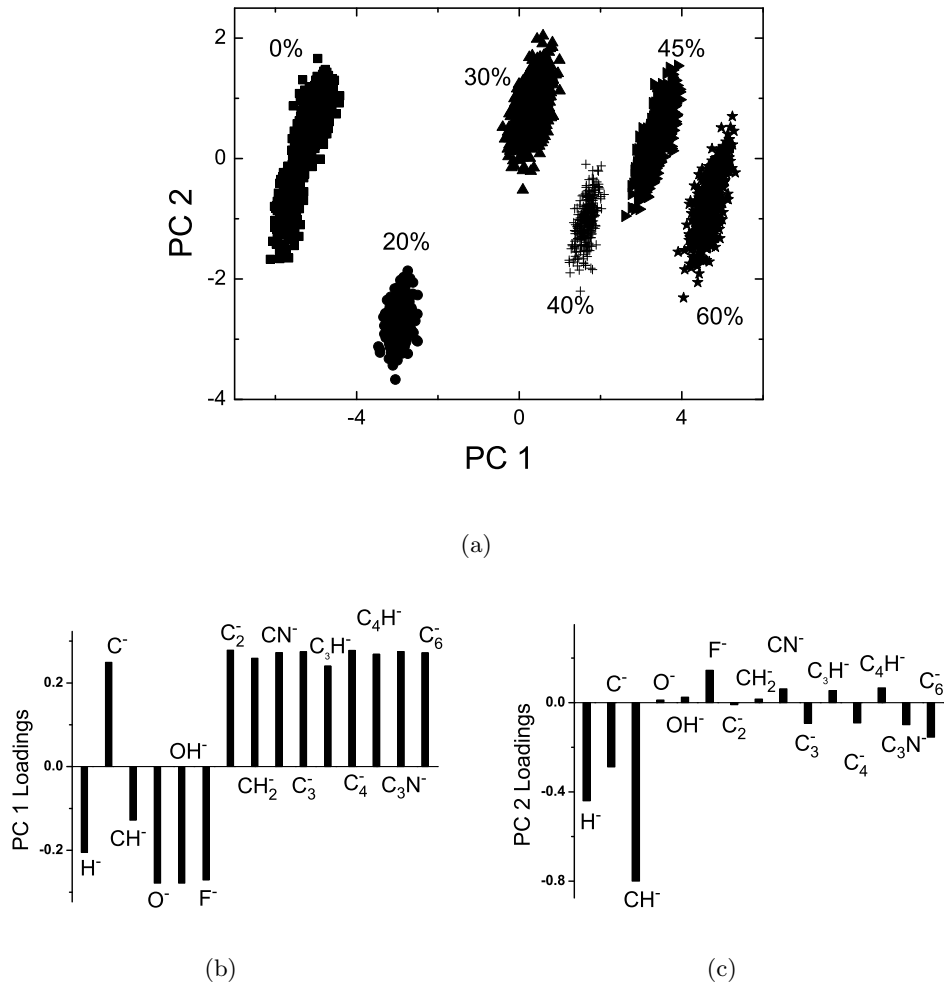 2
0
-2
-4
PC 2
0%
20%
30%
40%
45%
60%
-4
0
4
PC 1
(a)
PC 1 Loadings
0.2
0.0
-0.2
H⁻
C⁻
CH⁻
O⁻
OH⁻
F⁻
C₂⁻
CH₂⁻
CN⁻
C₃⁻
C₃H⁻
C₄⁻
C₄H⁻
C₃N⁻
C₆⁻
(b)
PC 2 Loadings
0.0
-0.4
-0.8
H⁻
C⁻
CH⁻
O⁻
OH⁻
F⁻
C₂⁻
CH₂⁻
CN⁻
C₃⁻
C₃H⁻
C₄⁻
C₄H⁻
C₃N⁻
C₆⁻
(c)